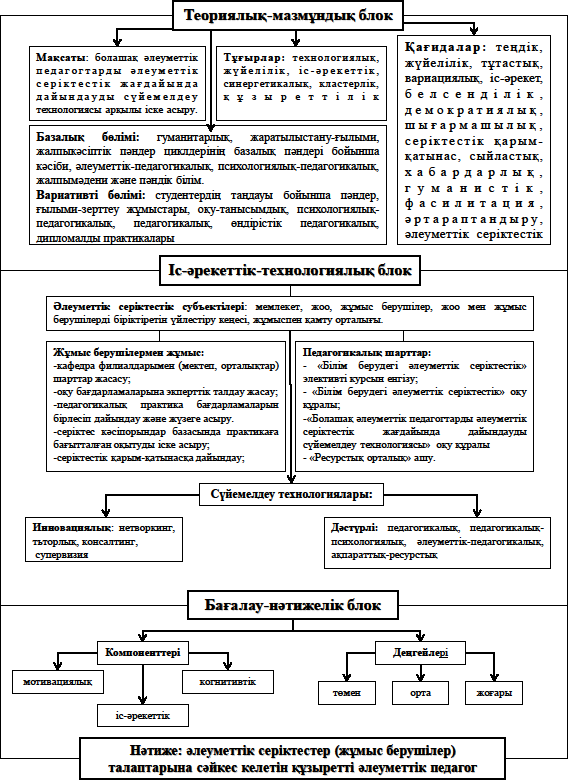 Теориялық-мазмұндық блок
Мақсаты: болашақ әлеуметтік
педагогтарды әлеуметтік
серіктестік жағдайында
дайындауды сүйемелдеу
технологиясы арқылы іске асыру.
Тұғырлар: технологиялық,
жүйелілік, іс-әрекеттік,
синергетикалық, кластерлік,
құзыреттілік
Қағидалар: теңдік,
жүйелілік, тұтастық,
вариациялық, іс-әрекет,
белсенділік,
демократиялық,
шығармашылық,
серіктестік қарым-
қатынас, сыйластық,
хабардарлық,
гуманистік,
фасилитация,
әртараптандыру,
әлеуметтік серіктестік
Базалық бөлімі: гуманитарлық, жаратылыстану-ғылыми,
жалпыкәсіптік пәндер циклдерінің базалық пәндері бойынша
кәсіби, әлеуметтік-педагогикалық, психологиялық-педагогикалық,
жалпымәдени және пәндік білім.
Вариативті бөлімі: студентердің таңдауы бойынша пәндер,
ғылыми-зерттеу жұмыстары, оқу-танысымдық, психологиялық-
педагогикалық, педагогикалық, өндірістік педагогикалық,
дипломалды практикалары
Іс-әрекеттік-технологиялық блок
Әлеуметтік серіктестік субъектілері: мемлекет, жоо, жұмыс берушілер, жоо мен жұмыс
берушілерді біріктіретін үйлестіру кеңесі, жұмыспен қамту орталығы.
Жұмыс берушілермен жұмыс:
-кафедра филиалдарымен (мектеп, орталықтар)
шарттар жасасу;
-оқу бағдарламаларына экперттік талдау жасау;
-педагогикалық практика бағдарламаларын
бірлесіп дайындау және жүзеге асыру.
-серіктес кәсіпорындар базасында практикаға
бағытталған оқытуды іске асыру;
-серіктестік қарым-қатынасқа дайындау;
Педагогикалық шарттар:
- «Білім берудегі әлеуметтік серіктестік»
элективті курсын енгізу;
- «Білім берудегі әлеуметтік серіктестік» оқу
құралы;
-«Болашақ әлеуметтік педагогтарды әлеуметтік
серіктестік жағдайында дайындауды
сүйемелдеу технологиясы» оқу құралы
- «Ресурстық орталық» ашу.
Сүйемелдеу технологиялары:
Инновациялық: нетворкинг,
тьторлық, консалтинг,
супервизия
Дәстүрлі: педагогикалық, педагогикалық-
психологиялық, әлеуметтік-педагогикалық,
ақпараттық-ресурстық
Бағалау-нәтижелік блок
Компоненттері
Деңгейлері
мотивациялық
когнитивтік
іс-әрекеттік
төмен
орта
жоғары
Нәтиже: әлеуметтік серіктестер (жұмыс берушілер)
талаптарына сәйкес келетін құзыретті әлеуметтік педагог